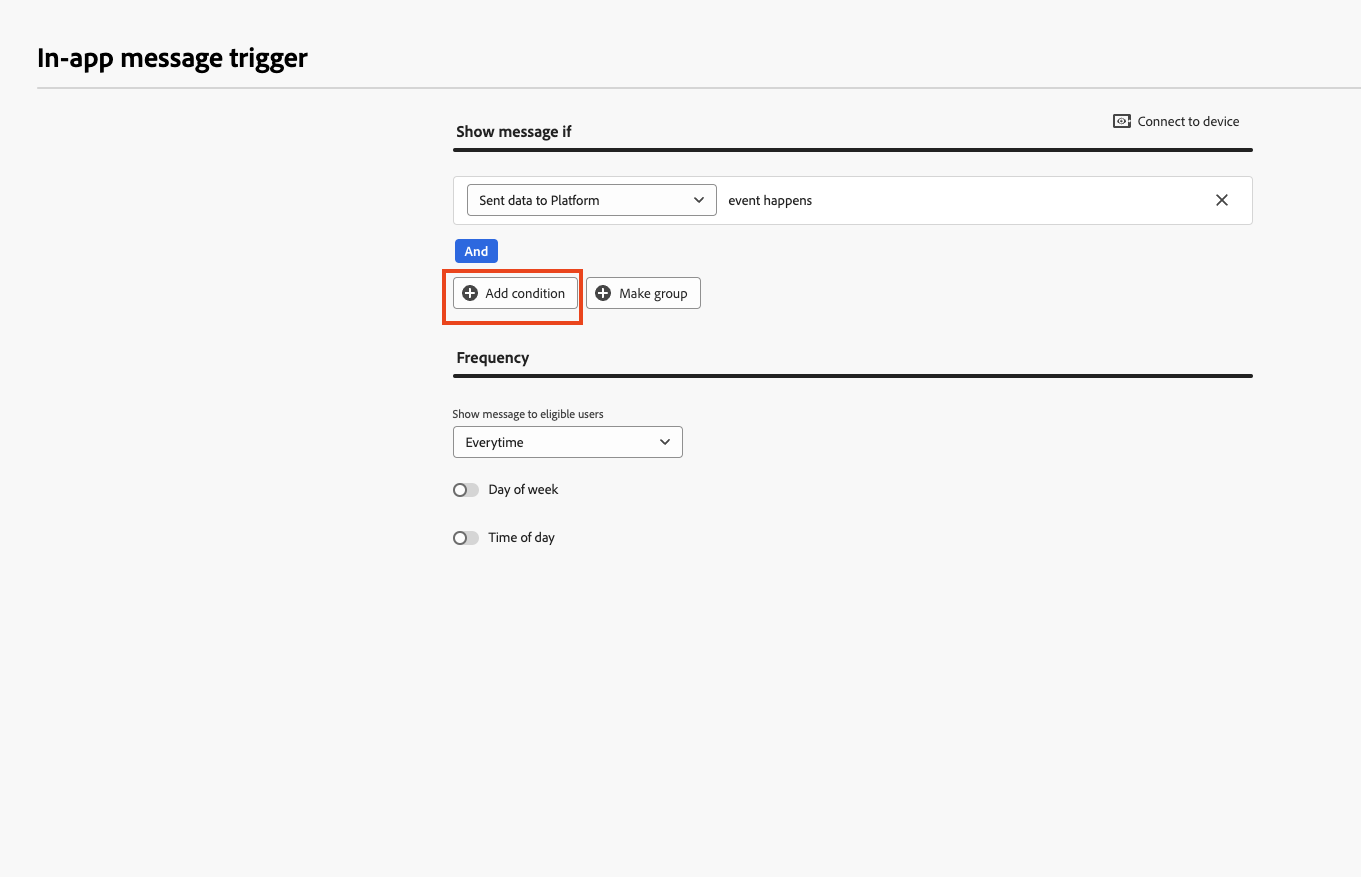 In-app message trigger
Connect to device
Show message if
Sent data to Platform event happens
And
Add condition Make group
Frequency
Show message to eligible users
Everytime
Day of week
Time of day